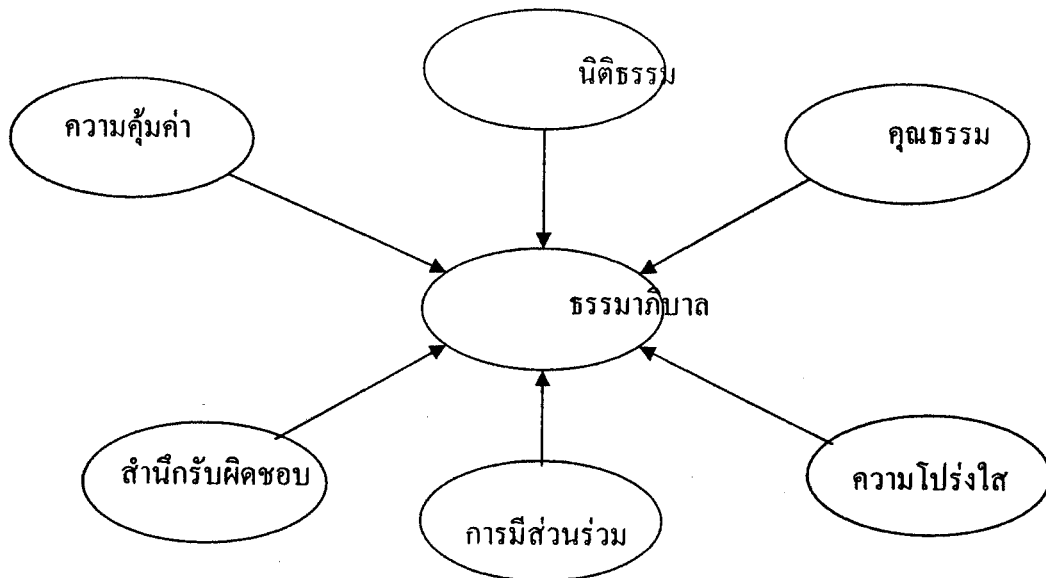 นิติธรรม
ความคุ้มค่า
คุณธรรม
ธรรมาภิบาล
สำนึกรับผิดชอบ
ความโปร่งใส
การมีส่วนร่วม